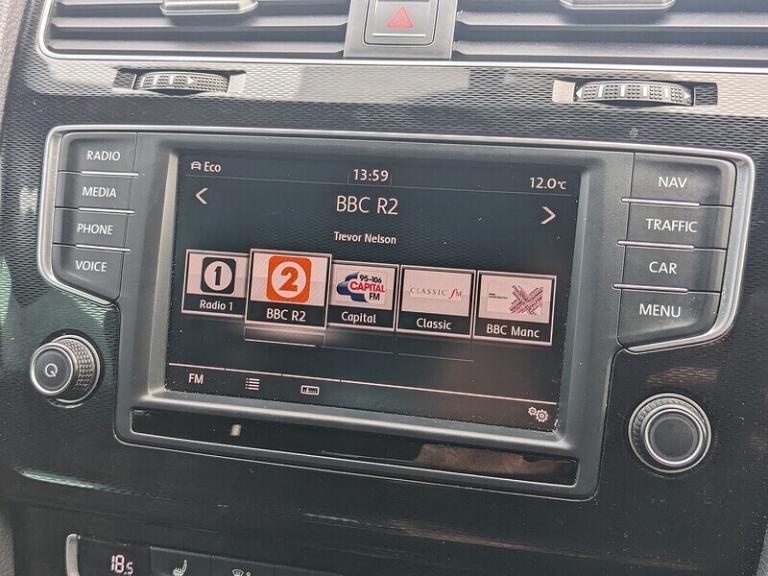 RADIO
MEDIA
PHONE
VOICE
Eco
13:59
12.0°C
BBC R2
Trevor Nelson
1
Radio 1
2
BBC R2
95-106
CAPITAL
FM
Capital
CLASSIC fM
Classic
BBC Manc
FM
NAV
TRAFFIC
CAR
MENU
18.5